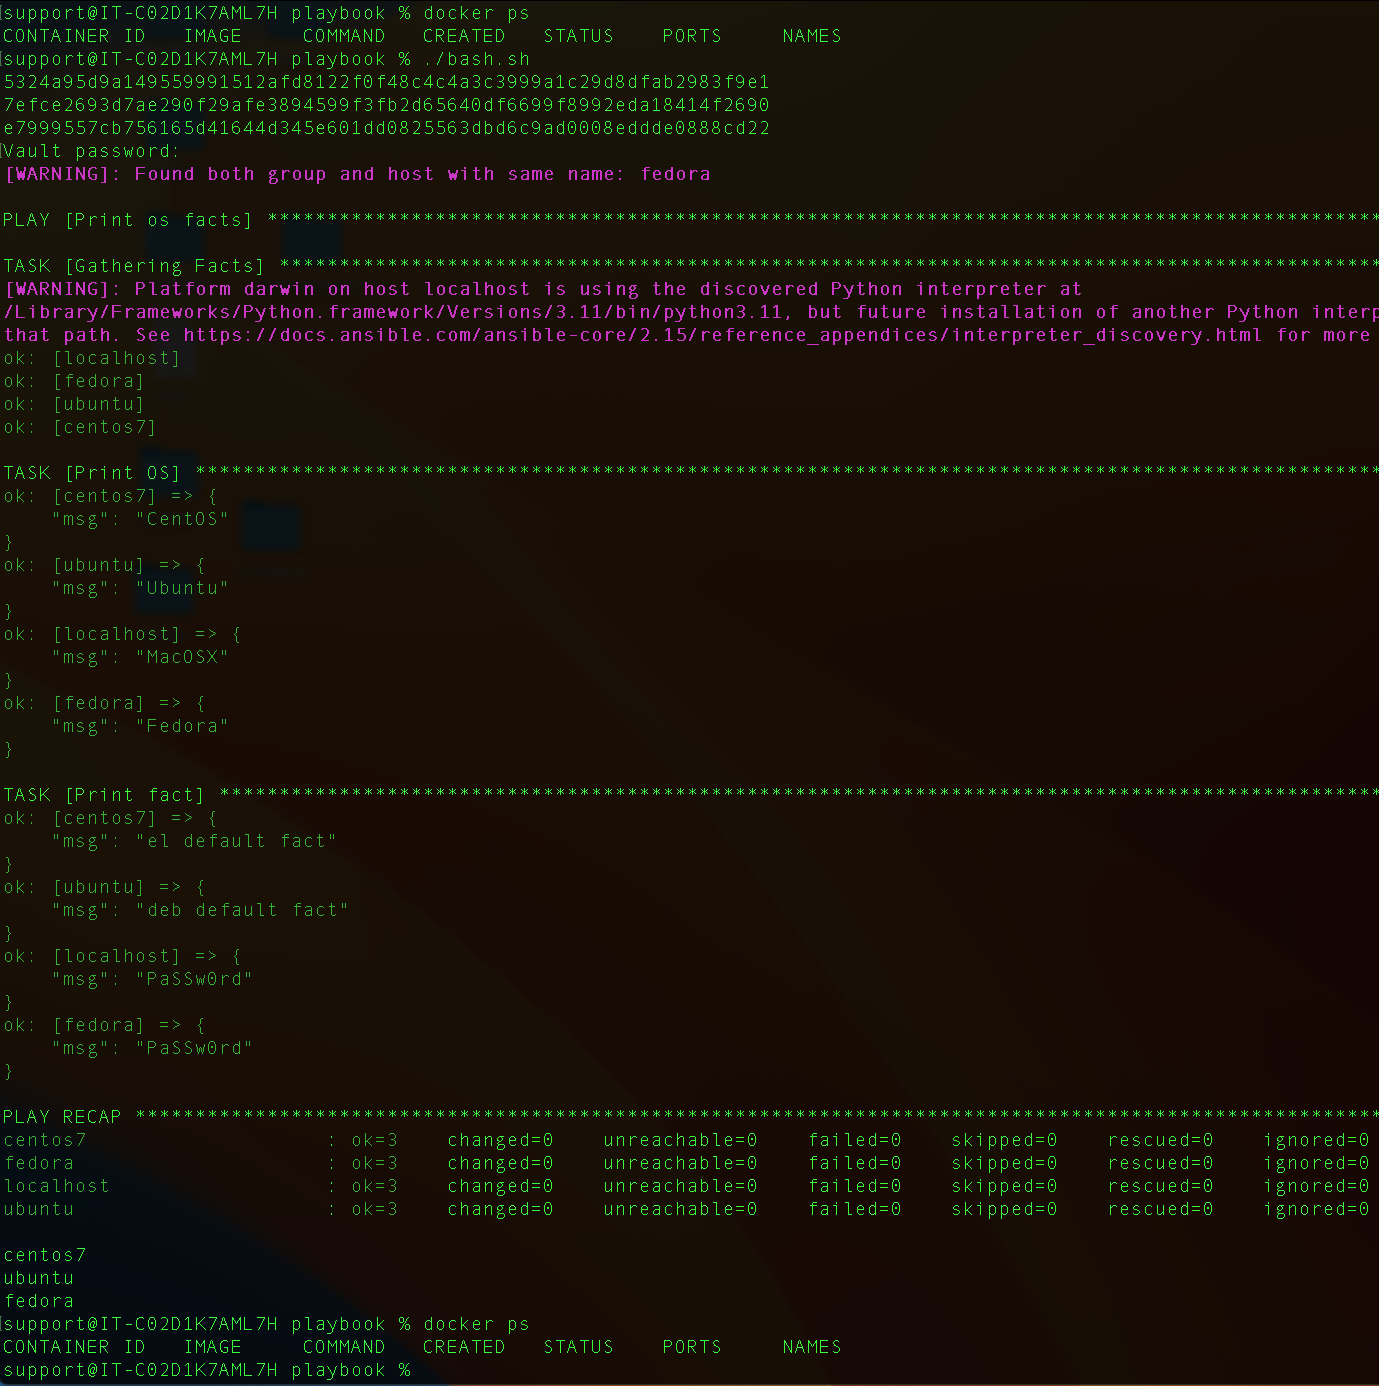 support@IT-C02D1K7AML7H playbook % docker ps
CONTAINER ID   IMAGE     COMMAND   CREATED   STATUS    PORTS     NAMES
support@IT-C02D1K7AML7H playbook % ./bash.sh
5324a95d9a149559991512afd8122f0f48c4c4a3c3999a1c29d8dfab2983f9e1
7efce2693d7ae290f29afe3894599f3fb2d65640df6699f8992eda18414f2690
e7999557cb756165d41644d345e601dd0825563dbd6c9ad0008eddde0888cd22
Vault password:
[WARNING]: Found both group and host with same name: fedora
PLAY [Print os facts] *******************************************************************************************
TASK [Gathering Facts] ******************************************************************************************
[WARNING]: Platform darwin on host localhost is using the discovered Python interpreter at
/Library/Frameworks/Python.framework/Versions/3.11/bin/python3.11, but future installation of another Python interp
that path. See https://docs.ansible.com/ansible-core/2.15/reference_appendices/interpreter_discovery.html for more
ok: [localhost]
ok: [fedora]
ok: [ubuntu]
ok: [centos7]
TASK [Print OS] *************************************************************************************************
ok: [centos7] => {
    "msg": "CentOS"
}
ok: [ubuntu] => {
    "msg": "Ubuntu"
}
ok: [localhost] => {
    "msg": "MacOSX"
}
ok: [fedora] => {
    "msg": "Fedora"
}
TASK [Print fact] ***********************************************************************************************
ok: [centos7] => {
    "msg": "el default fact"
}
ok: [ubuntu] => {
    "msg": "deb default fact"
}
ok: [localhost] => {
    "msg": "PaSSw0rd"
}
ok: [fedora] => {
    "msg": "PaSSw0rd"
}
PLAY RECAP ******************************************************************************************************
centos7                    : ok=3    changed=0    unreachable=0    failed=0    skipped=0    rescued=0    ignored=0
fedora                     : ok=3    changed=0    unreachable=0    failed=0    skipped=0    rescued=0    ignored=0
localhost                  : ok=3    changed=0    unreachable=0    failed=0    skipped=0    rescued=0    ignored=0
ubuntu                     : ok=3    changed=0    unreachable=0    failed=0    skipped=0    rescued=0    ignored=0
centos7
ubuntu
fedora
support@IT-C02D1K7AML7H playbook % docker ps
CONTAINER ID   IMAGE     COMMAND   CREATED   STATUS    PORTS     NAMES
support@IT-C02D1K7AML7H playbook %